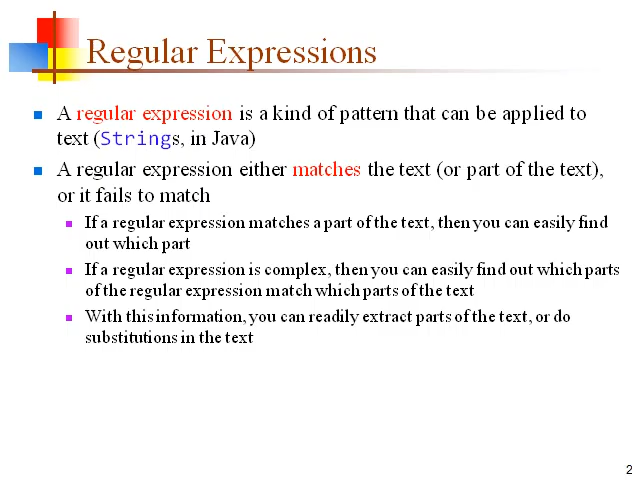 Regular Expressions
A regular expression is a kind of pattern that can be applied to
text (Strings, in Java)
A regular expression either matches the text (or part of the text),
or it fails to match
If a regular expression matches a part of the text, then you can easily find
out which part
If a regular expression is complex, then you can easily find out which parts
of the regular expression match which parts of the text
With this information, you can readily extract parts of the text, or do
substitutions in the text
2